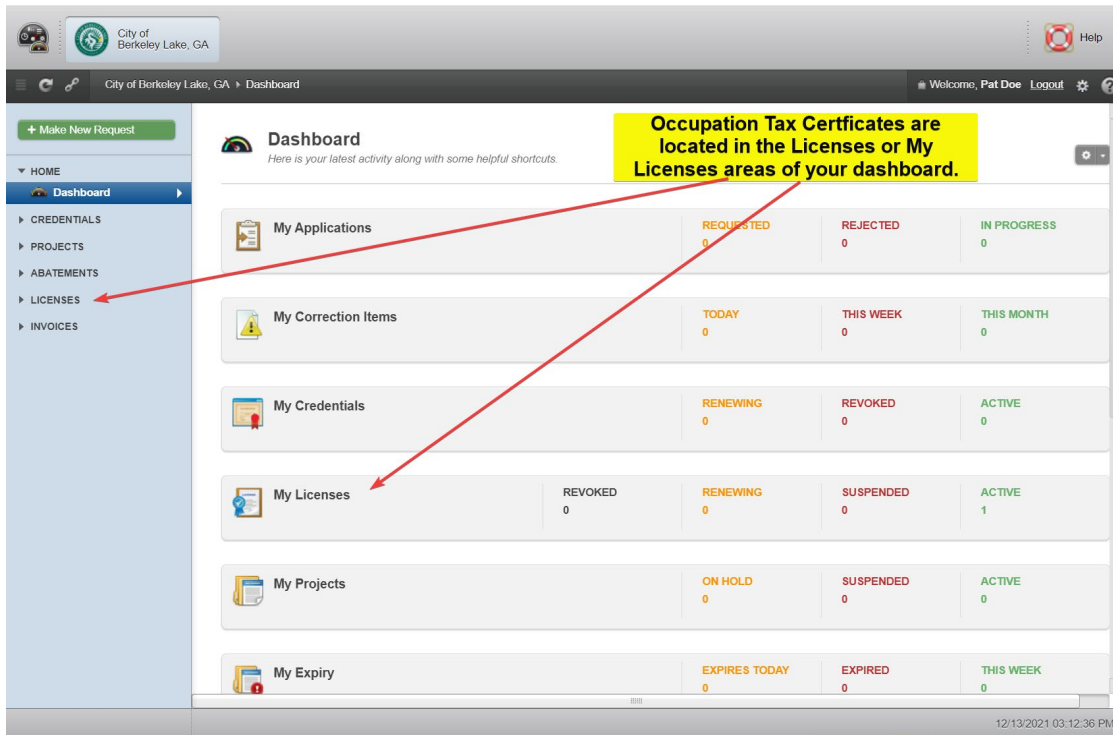 City of
Berkeley Lake, GA
Help
City of Berkeley Lake, GA ▸ Dashboard
Welcome, Pat Doe Logout
+ Make New Request
HOME
Dashboard
CREDENTIALS
PROJECTS
ABATEMENTS
LICENSES
INVOICES
Dashboard
Here is your latest activity along with some helpful shortcuts.
Occupation Tax Certficates are
located in the Licenses or My
Licenses areas of your dashboard.
My Applications
REQUESTED REJECTED IN PROGRESS
0 0 0
My Correction Items
TODAY THIS WEEK THIS MONTH
0 0 0
My Credentials
RENEWING REVOKED ACTIVE
0 0 0
My Licenses
REVOKED RENEWING SUSPENDED ACTIVE
0 0 0 1
My Projects
ON HOLD SUSPENDED ACTIVE
0 0 0
My Expiry
EXPIRES TODAY EXPIRED THIS WEEK
0 0 0
12/13/2021 03:12:36 PM